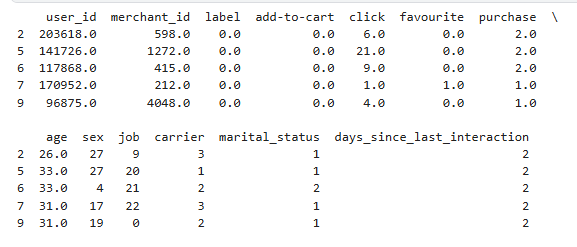 user_id merchant_id label add-to-cart click favourite purchase \
2 203618.0 598.0 0.0 0.0 6.0 0.0 2.0
5 141726.0 1272.0 0.0 0.0 21.0 0.0 2.0
6 117868.0 415.0 0.0 0.0 9.0 0.0 2.0
7 170952.0 212.0 0.0 0.0 1.0 1.0 1.0
9 96875.0 4048.0 0.0 0.0 4.0 0.0 1.0
age sex job carrier marital_status days_since_last_interaction
2 26.0 27 9 3 1 2
5 33.0 27 20 1 1 2
6 33.0 4 21 2 2 2
7 31.0 17 22 3 1 2
9 31.0 19 0 2 1 2